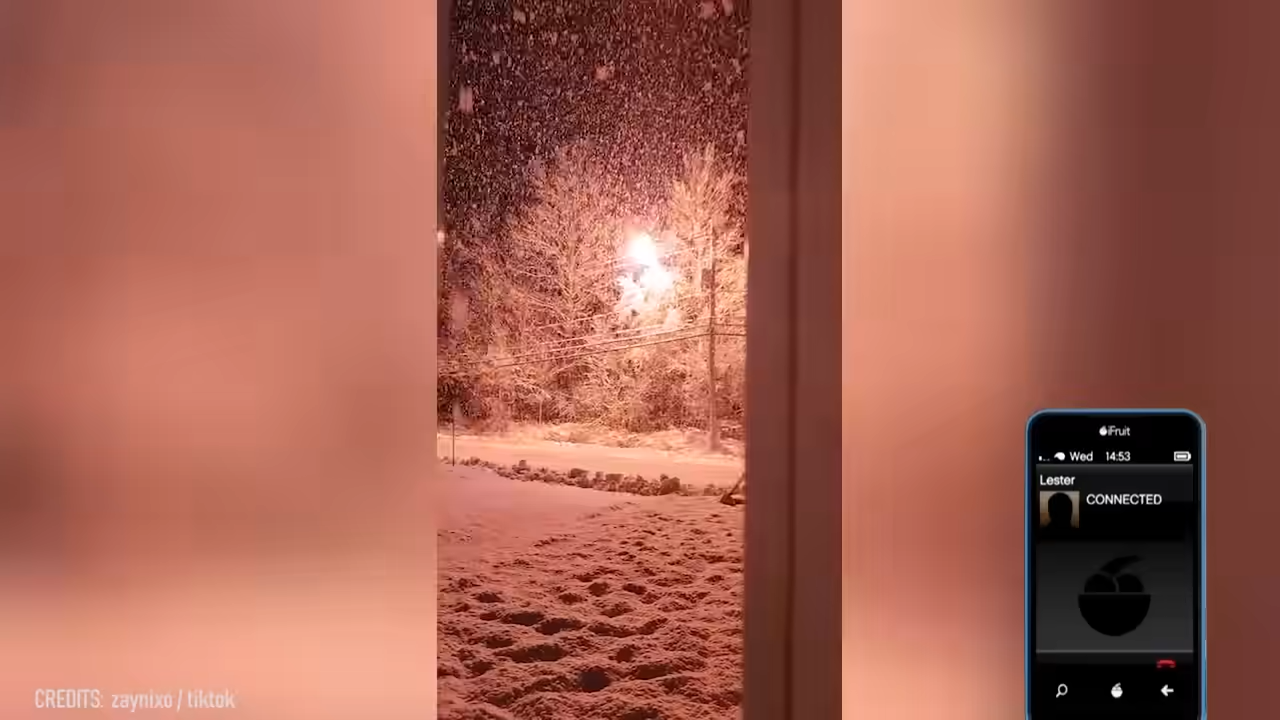 iFruit
Wed 14:53
Lester
CONNECTED
CREDITS: zaynixo / tiktok